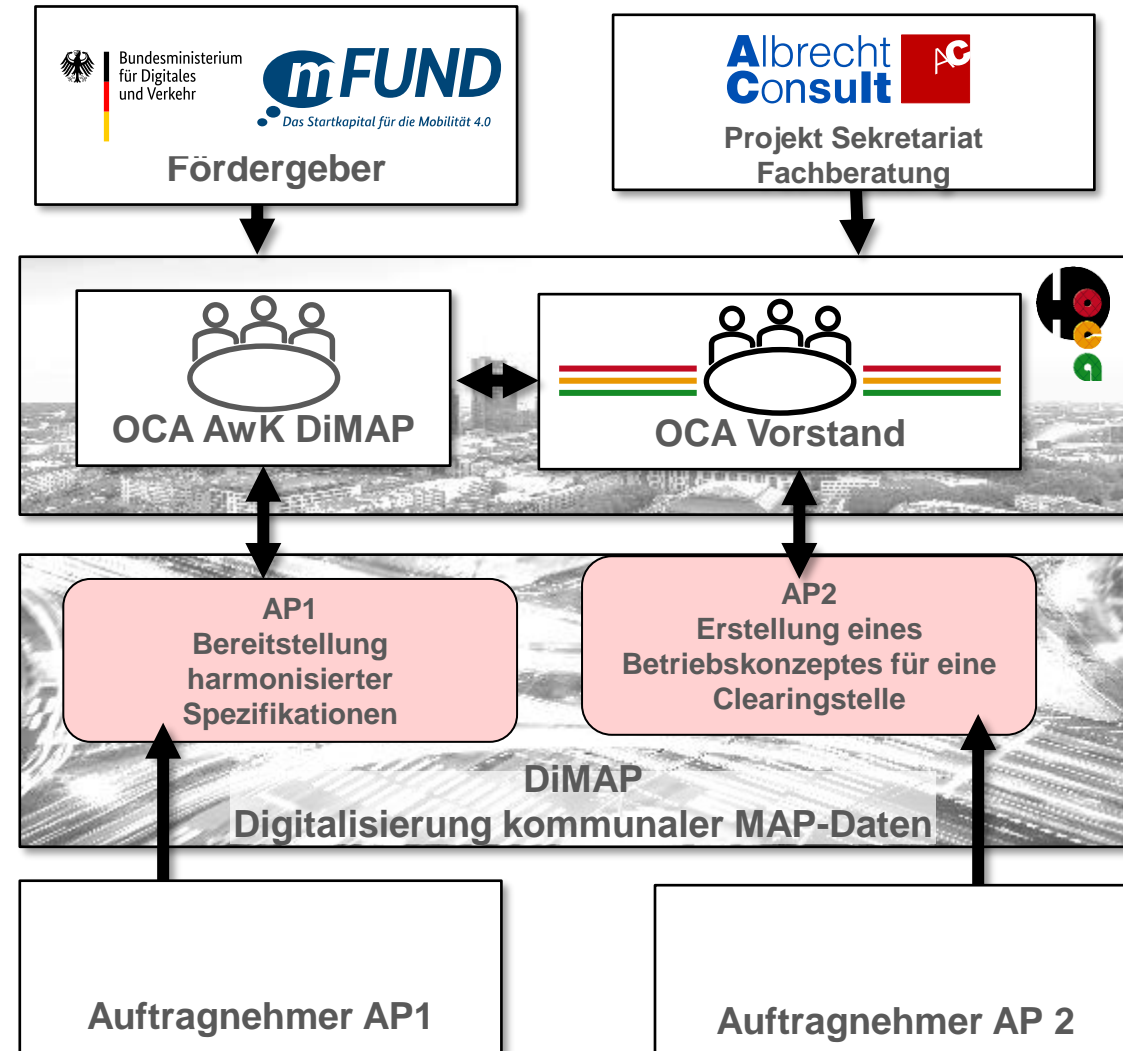 Bundesministerium
für Digitales
und Verkehr
mFUND
Das Startkapital für die Mobilität 4.0
Fördergeber
Albrecht
Consult
AC
Projekt Sekretariat
Fachberatung
oca
OCA AwK DiMAP
OCA Vorstand
AP1
Bereitstellung
harmonisierter
Spezifikationen
AP2
Erstellung eines
Betriebskonzeptes für eine
Clearingstelle
DiMAP
Digitalisierung kommunaler MAP-Daten
Auftragnehmer AP1
Auftragnehmer AP 2